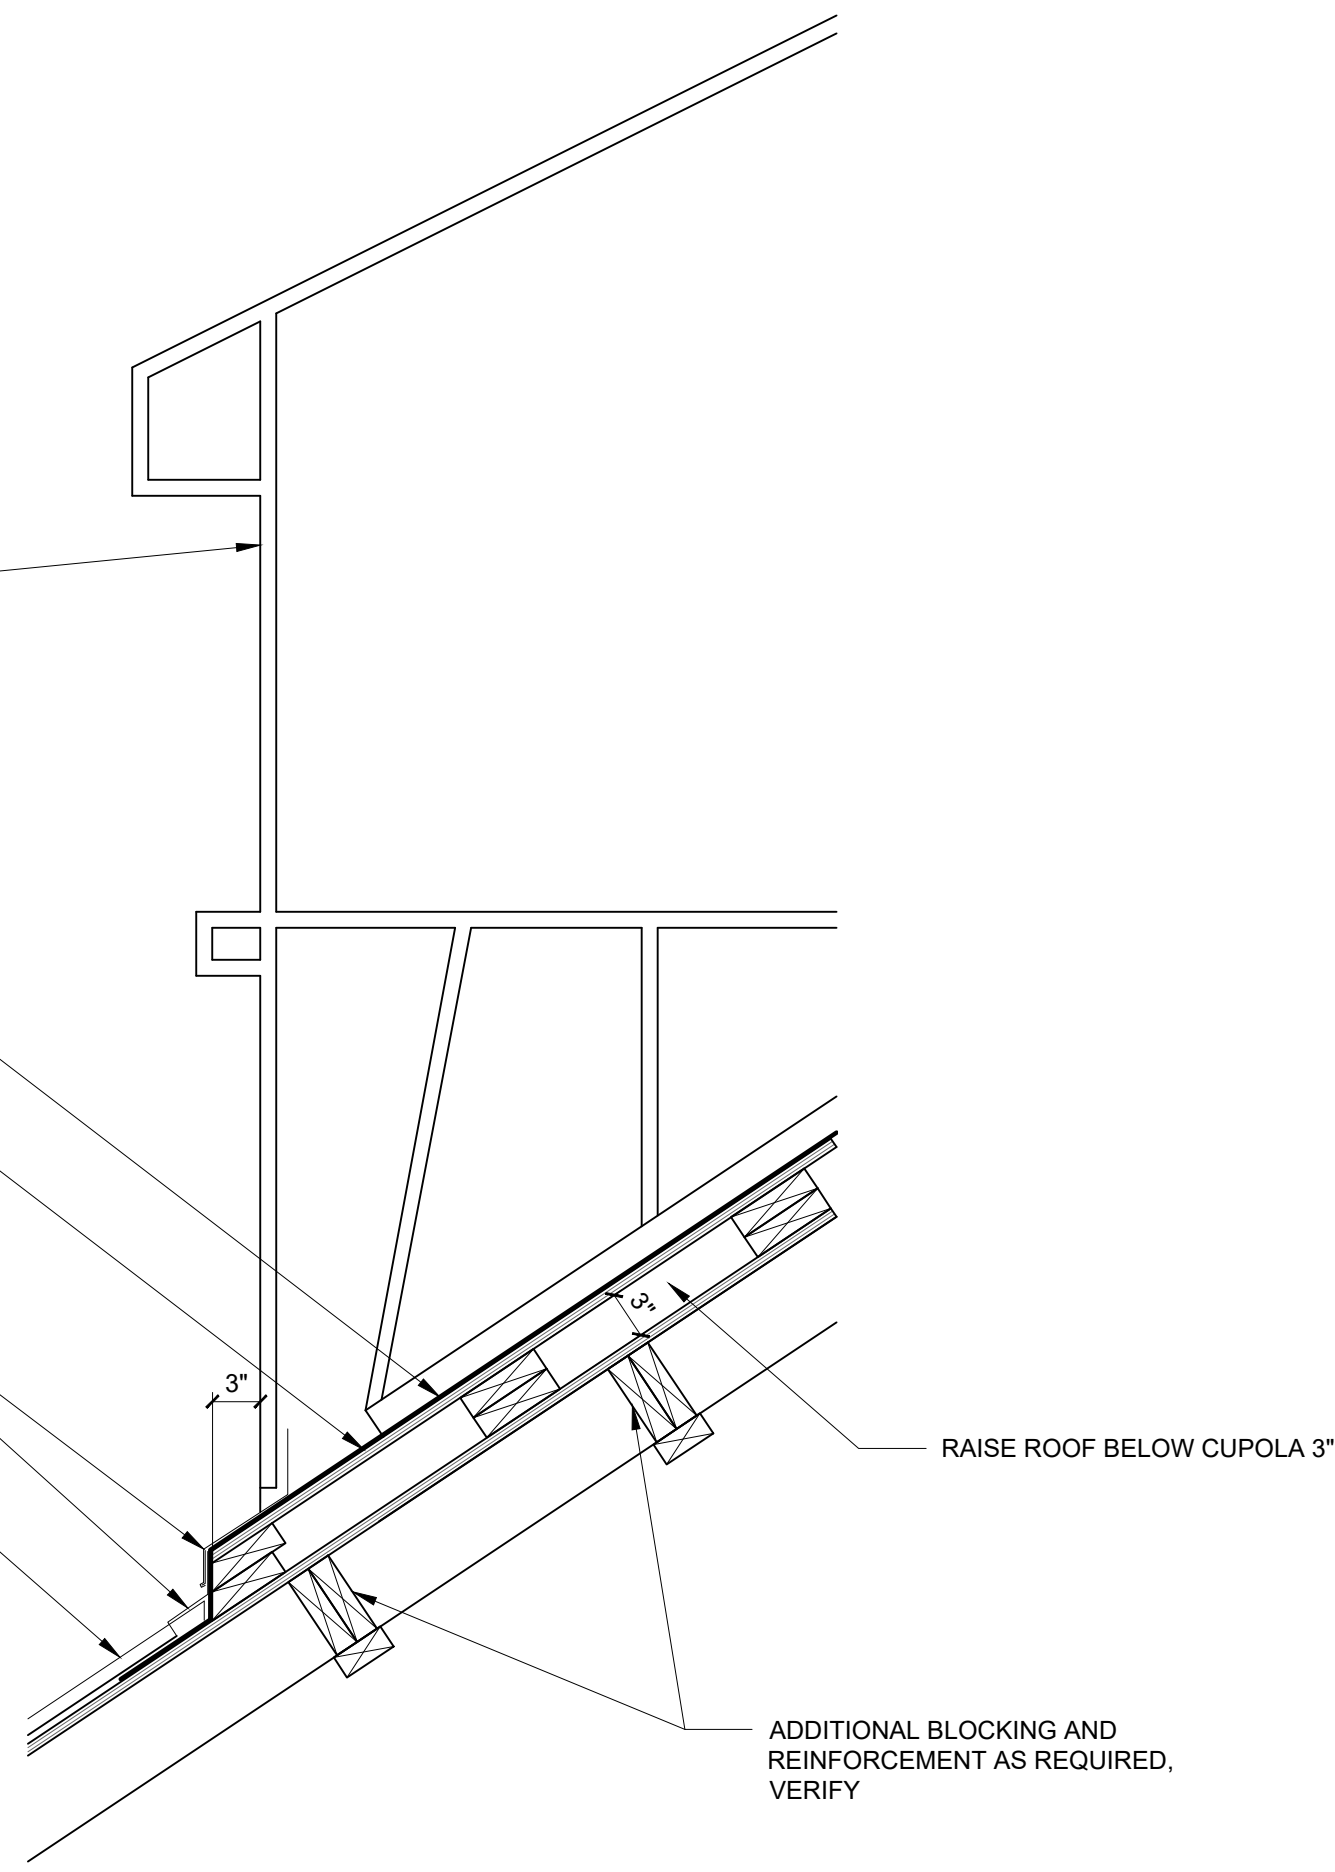 3"
3"
RAISE ROOF BELOW CUPOLA 3"
ADDITIONAL BLOCKING AND
REINFORCEMENT AS REQUIRED,
VERIFY